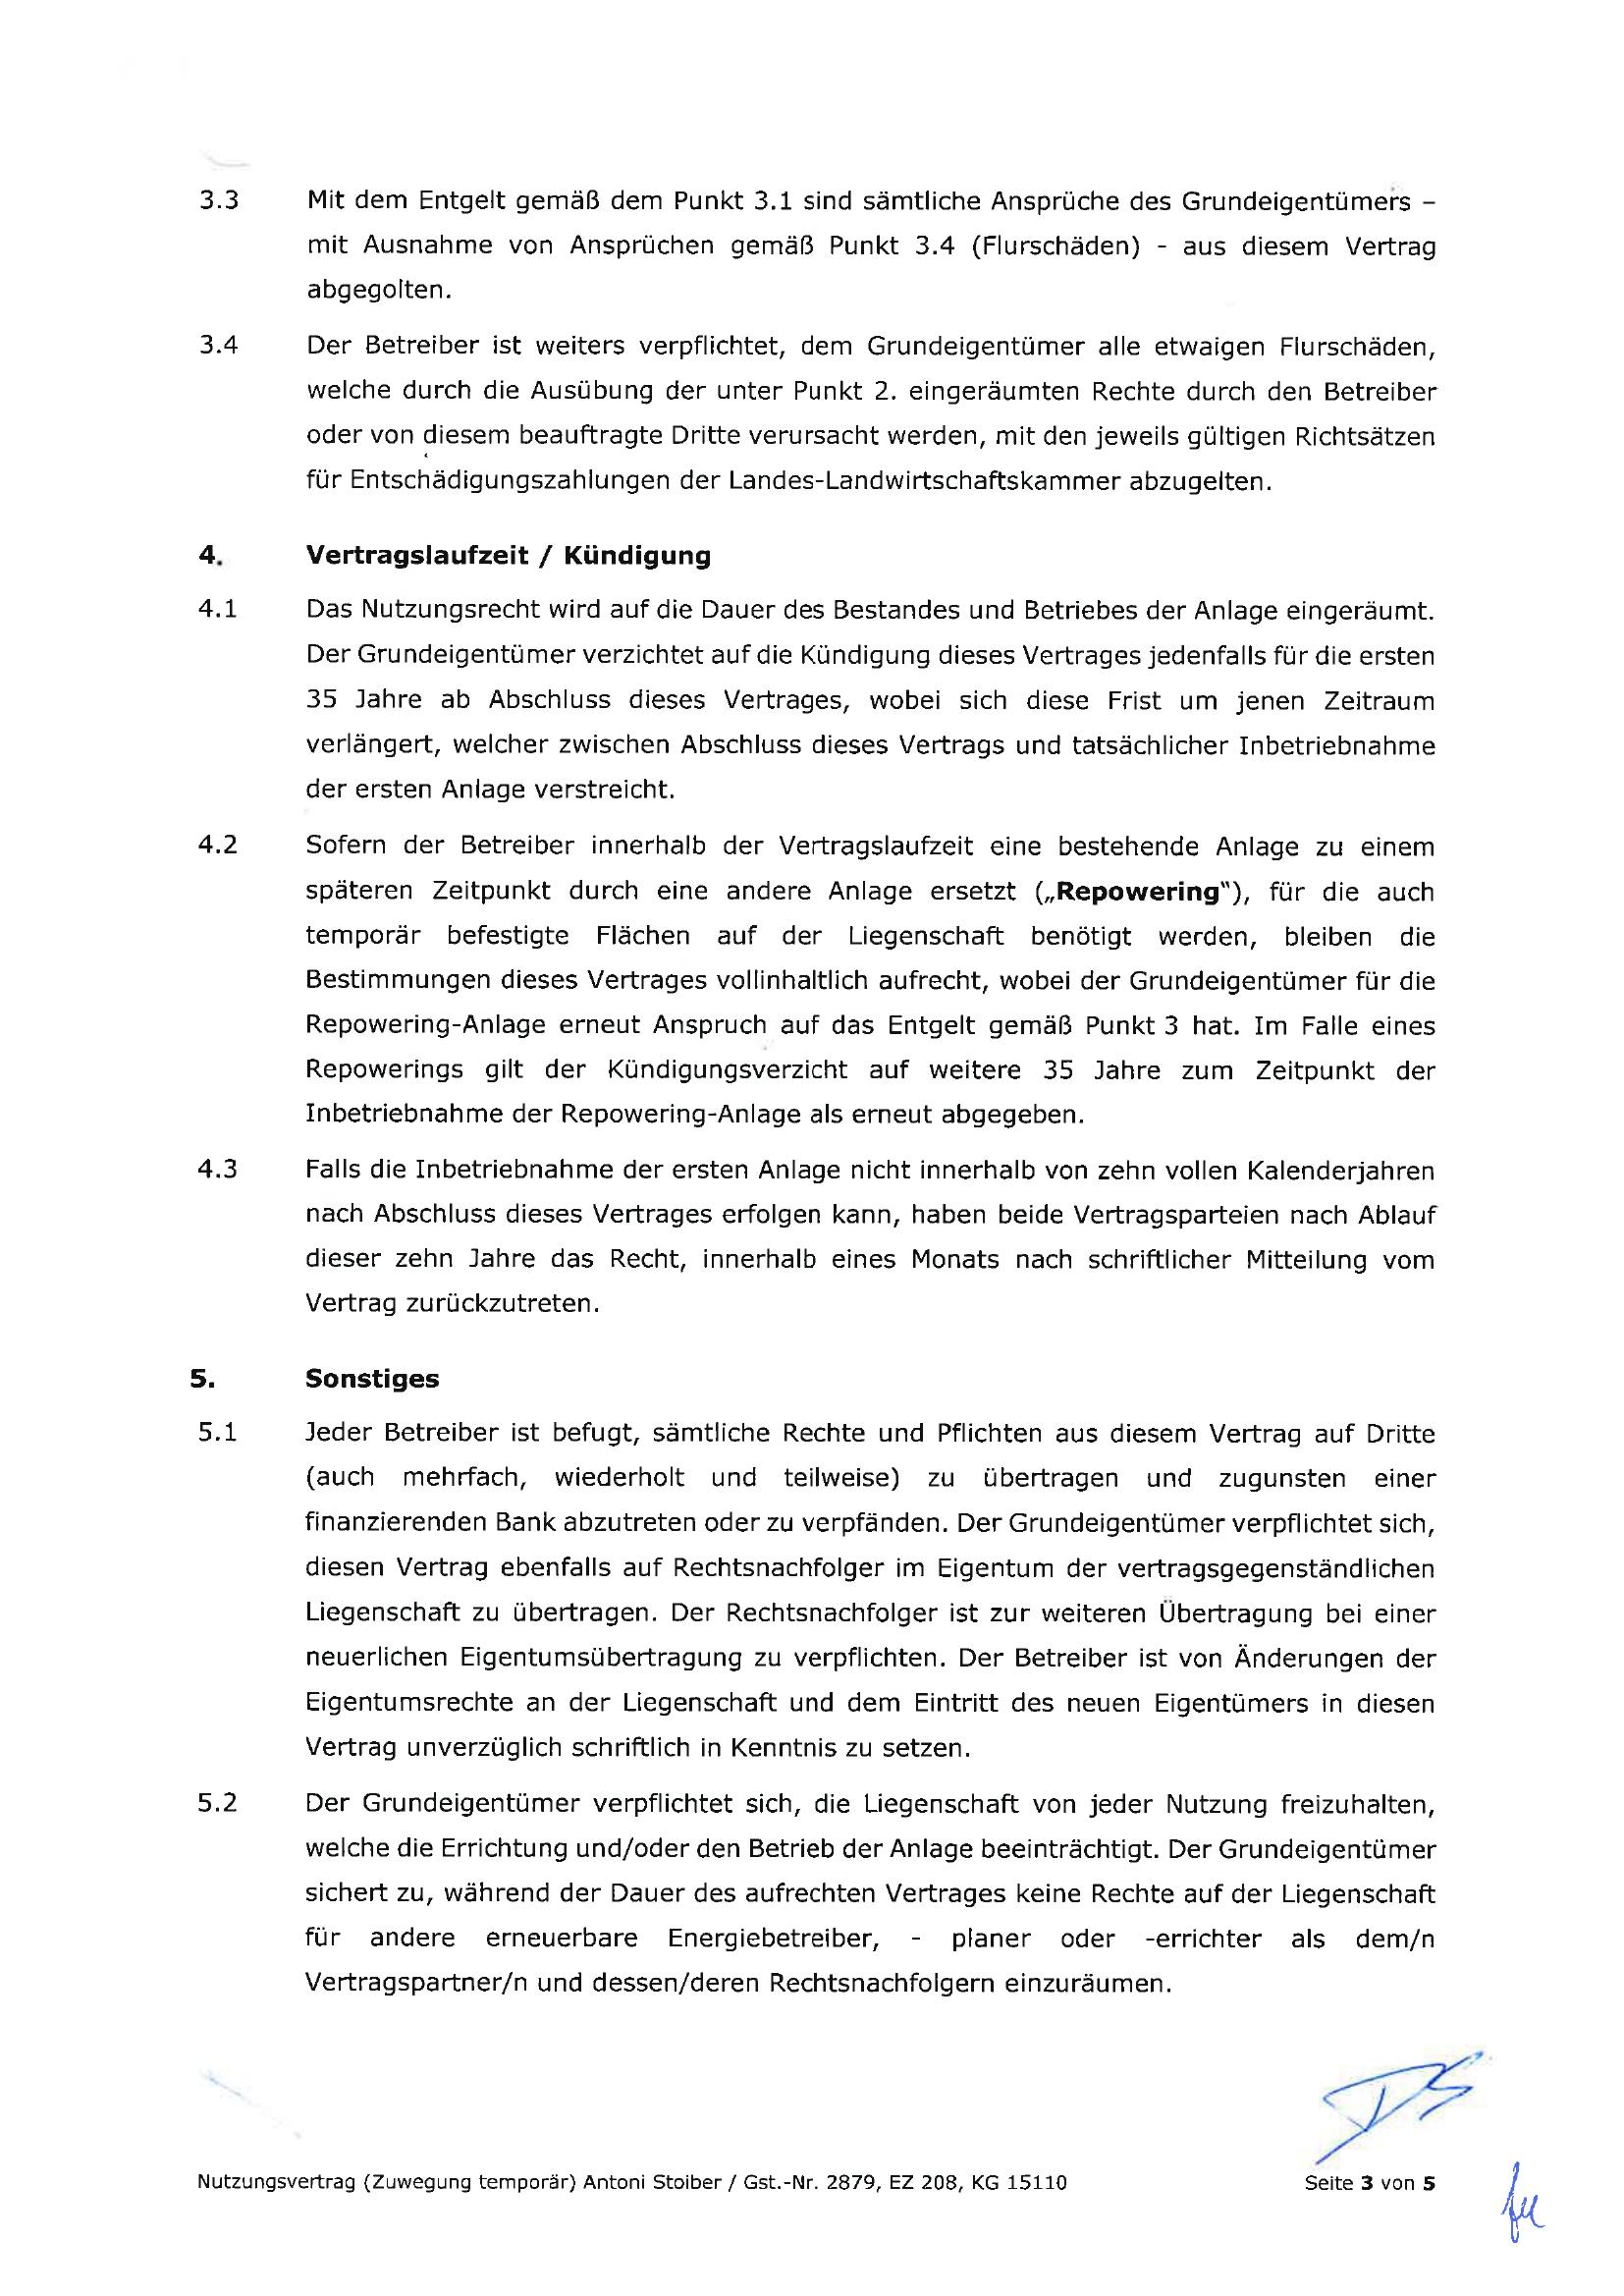 3.3 Mit dem Entgelt gemäß dem Punkt 3.1 sind sämtliche Ansprüche des Grundeigentümers –
mit Ausnahme von Ansprüchen gemäß Punkt 3.4 (Flurschäden) - aus diesem Vertrag
abgegolten.
3.4 Der Betreiber ist weiters verpflichtet, dem Grundeigentümer alle etwaigen Flurschäden,
welche durch die Ausübung der unter Punkt 2. eingeräumten Rechte durch den Betreiber
oder von diesem beauftragte Dritte verursacht werden, mit den jeweils gültigen Richtsätzen
für Entschädigungszahlungen der Landes-Landwirtschaftskammer abzugelten.
4. Vertragslaufzeit / Kündigung
4.1 Das Nutzungsrecht wird auf die Dauer des Bestandes und Betriebes der Anlage eingeräumt.
Der Grundeigentümer verzichtet auf die Kündigung dieses Vertrages jedenfalls für die ersten
35 Jahre ab Abschluss dieses Vertrages, wobei sich diese Frist um jenen Zeitraum
verlängert, welcher zwischen Abschluss dieses Vertrags und tatsächlicher Inbetriebnahme
der ersten Anlage verstreicht.
4.2 Sofern der Betreiber innerhalb der Vertragslaufzeit eine bestehende Anlage zu einem
späteren Zeitpunkt durch eine andere Anlage ersetzt („Repowering"), für die auch
temporär befestigte Flächen auf der Liegenschaft benötigt werden, bleiben die
Bestimmungen dieses Vertrages vollinhaltlich aufrecht, wobei der Grundeigentümer für die
Repowering-Anlage erneut Anspruch auf das Entgelt gemäß Punkt 3 hat. Im Falle eines
Repowerings gilt der Kündigungsverzicht auf weitere 35 Jahre zum Zeitpunkt der
Inbetriebnahme der Repowering-Anlage als erneut abgegeben.
4.3 Falls die Inbetriebnahme der ersten Anlage nicht innerhalb von zehn vollen Kalenderjahren
nach Abschluss dieses Vertrages erfolgen kann, haben beide Vertragsparteien nach Ablauf
dieser zehn Jahre das Recht, innerhalb eines Monats nach schriftlicher Mitteilung vom
Vertrag zurückzutreten.
5. Sonstiges
5.1 Jeder Betreiber ist befugt, sämtliche Rechte und Pflichten aus diesem Vertrag auf Dritte
(auch mehrfach, wiederholt und teilweise) zu übertragen und zugunsten einer
finanzierenden Bank abzutreten oder zu verpfänden. Der Grundeigentümer verpflichtet sich,
diesen Vertrag ebenfalls auf Rechtsnachfolger im Eigentum der vertragsgegenständlichen
Liegenschaft zu übertragen. Der Rechtsnachfolger ist zur weiteren Übertragung bei einer
neuerlichen Eigentumsübertragung zu verpflichten. Der Betreiber ist von Änderungen der
Eigentumsrechte an der Liegenschaft und dem Eintritt des neuen Eigentümers in diesen
Vertrag unverzüglich schriftlich in Kenntnis zu setzen.
5.2 Der Grundeigentümer verpflichtet sich, die Liegenschaft von jeder Nutzung freizuhalten,
welche die Errichtung und/oder den Betrieb der Anlage beeinträchtigt. Der Grundeigentümer
sichert zu, während der Dauer des aufrechten Vertrages keine Rechte auf der Liegenschaft
für andere erneuerbare Energiebetreiber, - planer oder -errichter als dem/n
Vertragspartner/n und dessen/deren Rechtsnachfolgern einzuräumen.
Nutzungsvertrag (Zuwegung temporär) Antoni Stoiber / Gst.-Nr. 2879, EZ 208, KG 15110 Seite 3 von 5